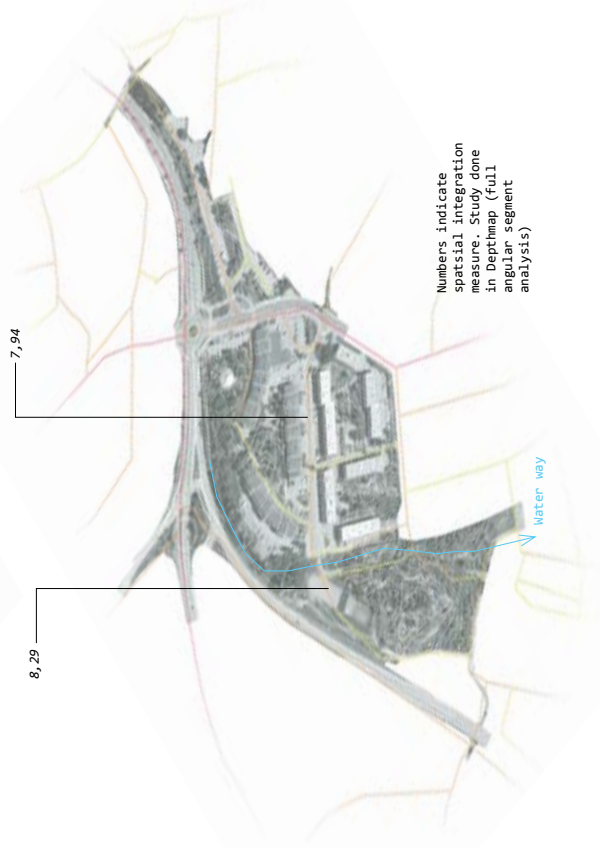 7,94
8,29
Numbers indicate
spatsial integration
measure. Study done
in Depthmap (full
angular segment
analysis)
Water way